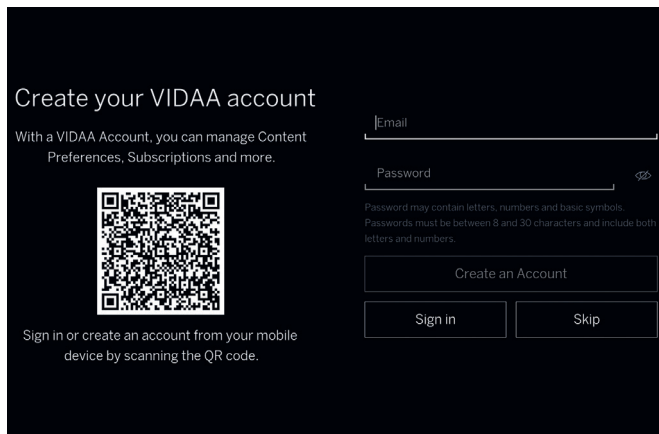 Create your VIDAA account
With a VIDAA Account, you can manage Content
Preferences, Subscriptions and more.
Sign in or create an account from your mobile
device by scanning the QR code.
Email
Password
Password may contain letters, numbers and basic symbols.
Passwords must be between 8 and 30 characters and include both
letters and numbers.
Create an Account
Sign in
Skip